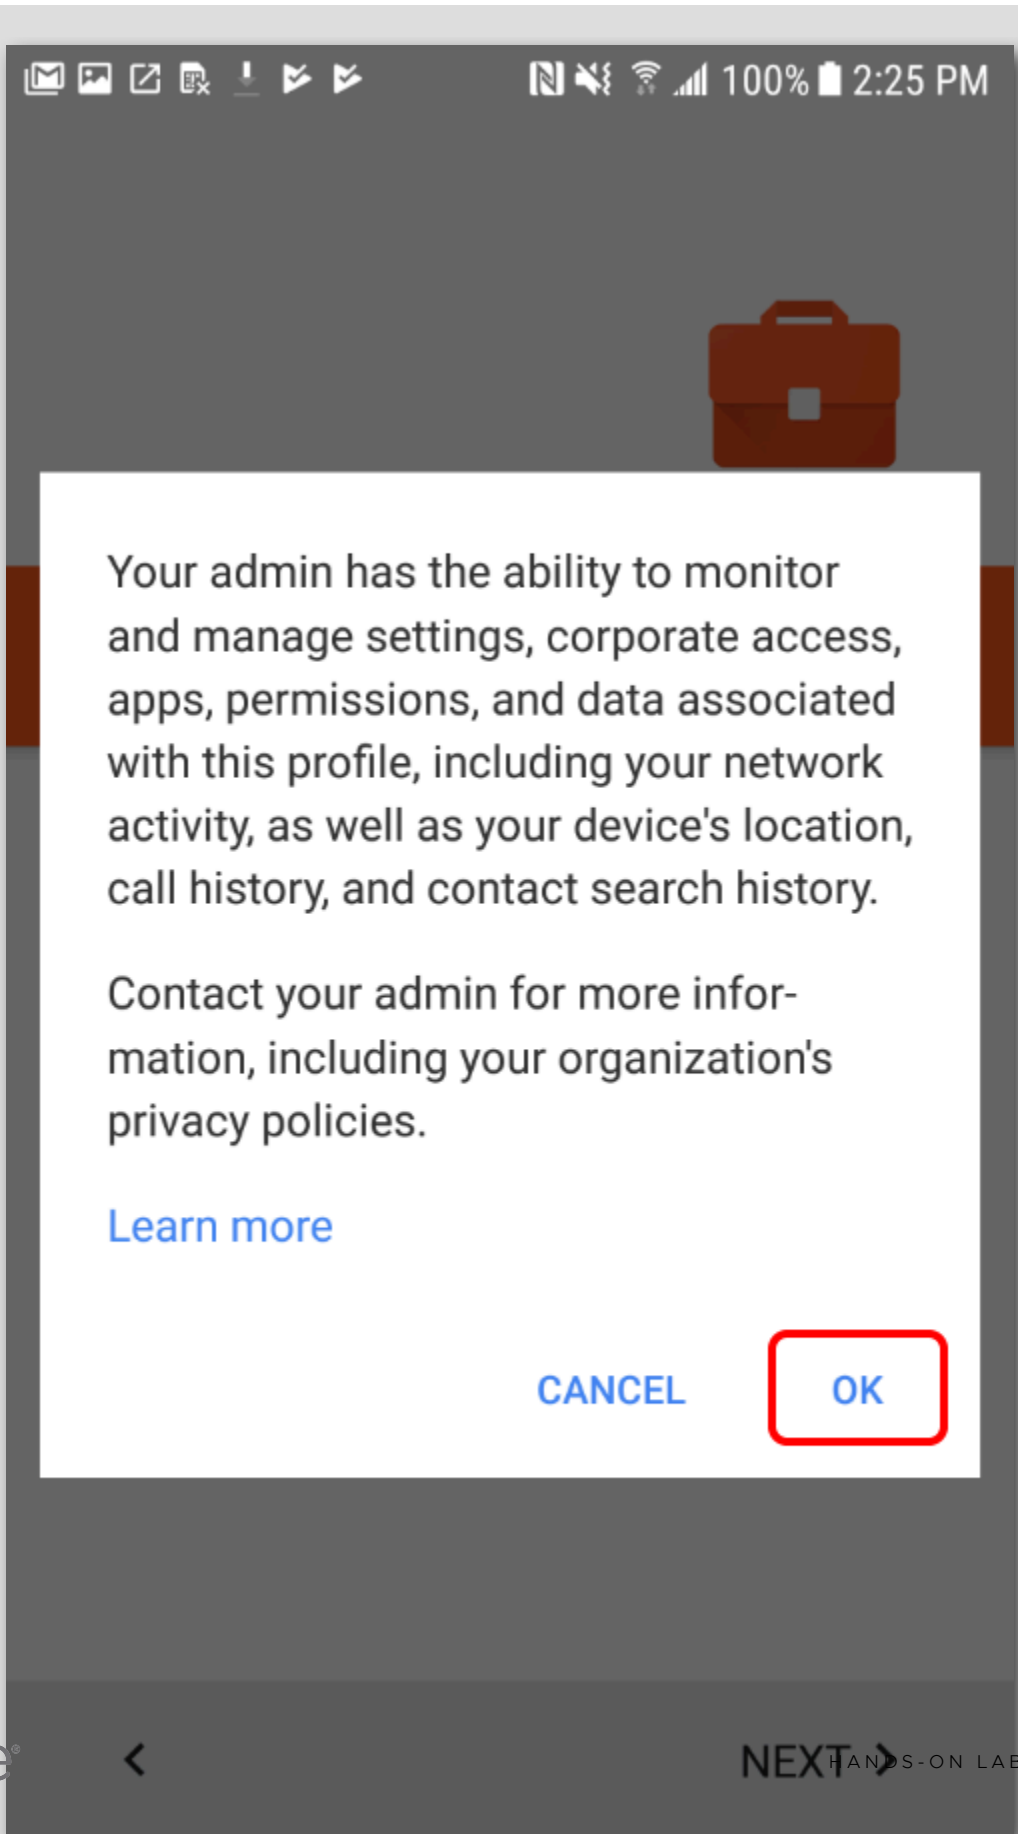 100% 2:25 PM
Your admin has the ability to monitor
and manage settings, corporate access,
apps, permissions, and data associated
with this profile, including your network
activity, as well as your device's location,
call history, and contact search history.
Contact your admin for more infor-
mation, including your organization's
privacy policies.
Learn more
CANCEL OK
NEXT
HANDS-ON LAB